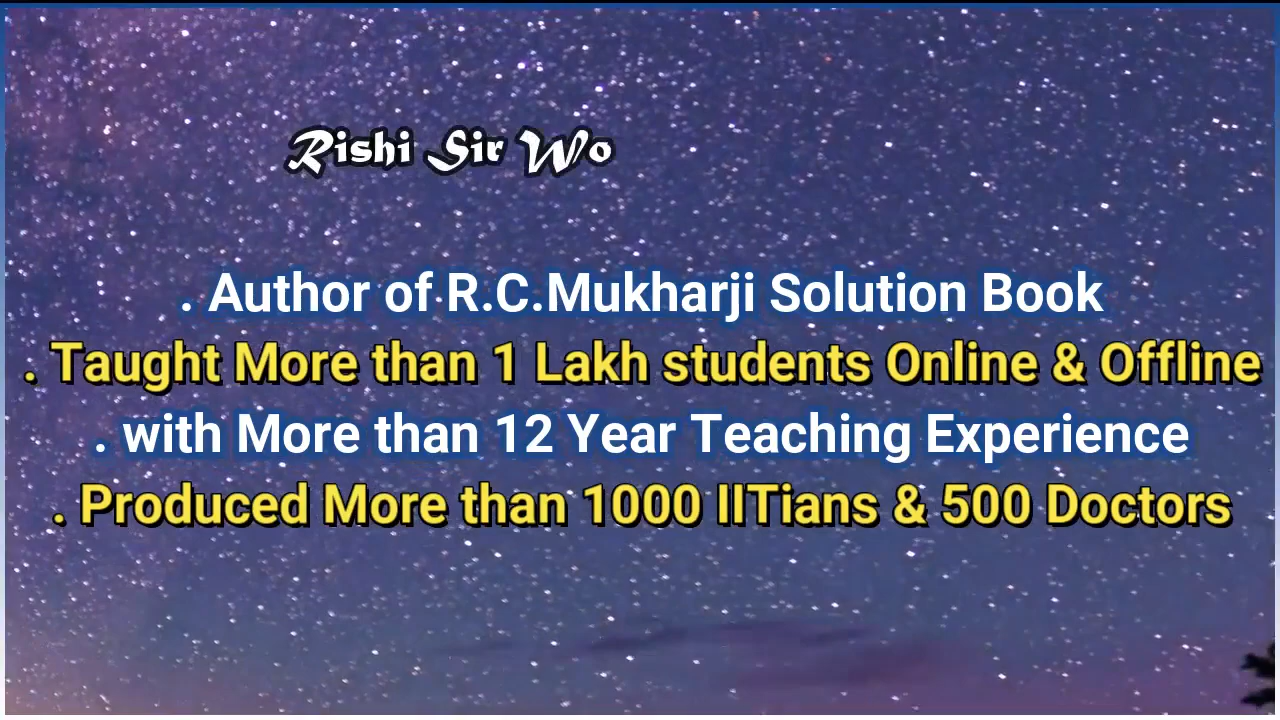 Rishi Sir Wo
. Author of R.C.Mukharji Solution Book
. Taught More than 1 Lakh students Online & Offline
. with More than 12 Year Teaching Experience
. Produced More than 1000 IITians & 500 Doctors